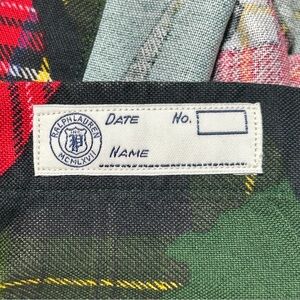 RALPH LAUREN
MCMLXVII
DATE No.
NAME